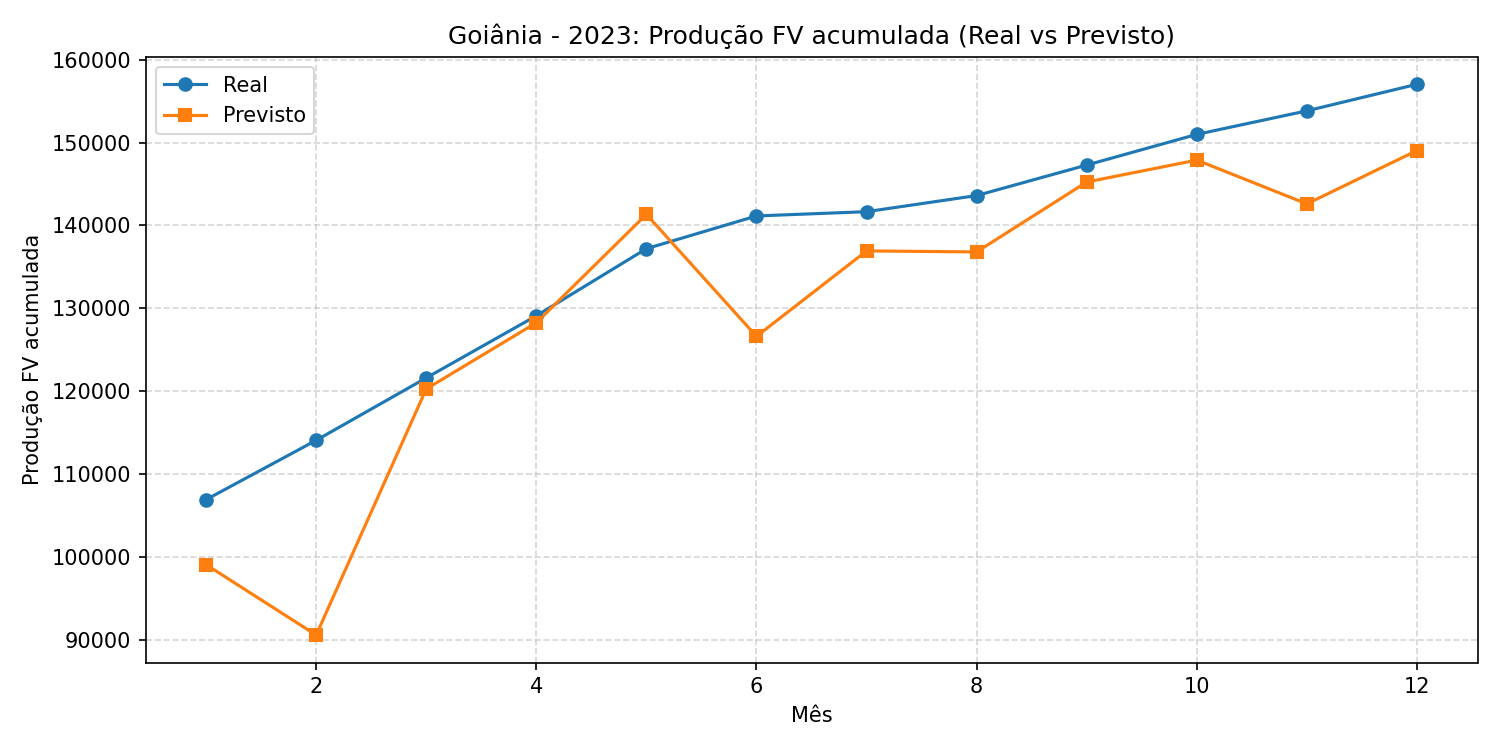 Goiânia - 2023: Produção FV acumulada (Real vs Previsto)
Real
Previsto
Produção FV acumulada
160000
150000
140000
130000
120000
110000
100000
90000
2
4
6
8
10
12
Mês